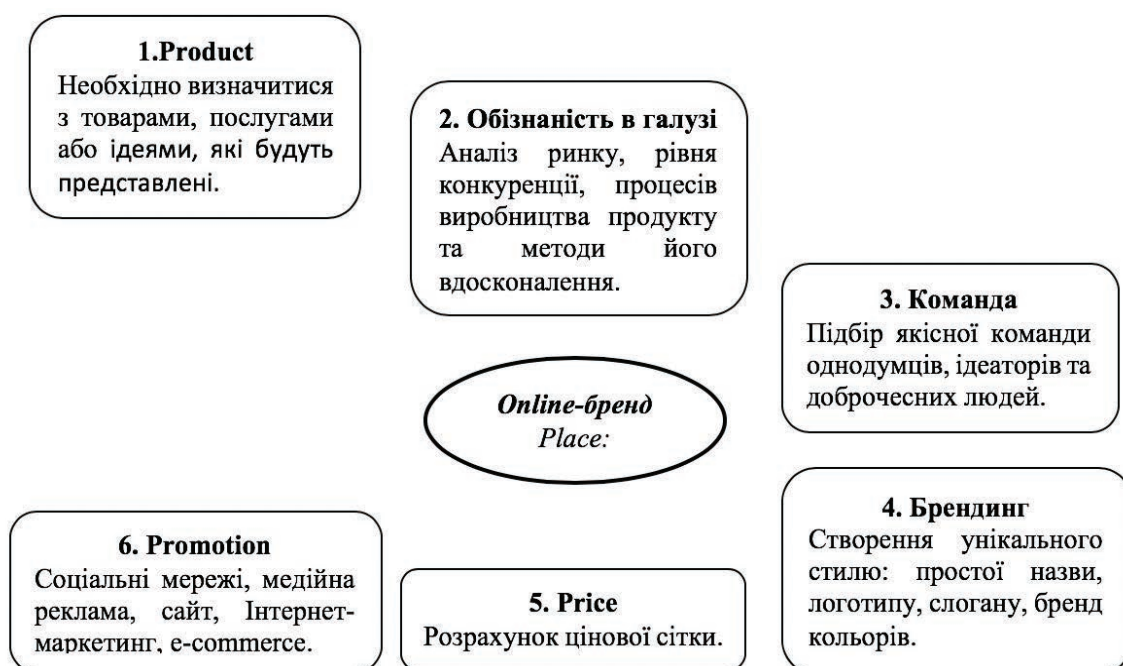 1.Product
Необхідно визначитися
з товарами, послугами
або ідеями, які будуть
представлені.
2. Обізнаність в галузі
Аналіз ринку, рівня
конкуренції, процесів
виробництва продукту
та методи його
вдосконалення.
3. Команда
Підбір якісної команди
однодумців, ідеаторів та
доброчесних людей.
Online-бренд
Place:
4. Брендинг
Створення унікального
стилю: простої назви,
логотипу, слогану, бренд
кольорів.
5. Price
Розрахунок цінової сітки.
6. Promotion
Соціальні мережі, медійна
реклама, сайт, Інтернет-
маркетинг, e-commerce.